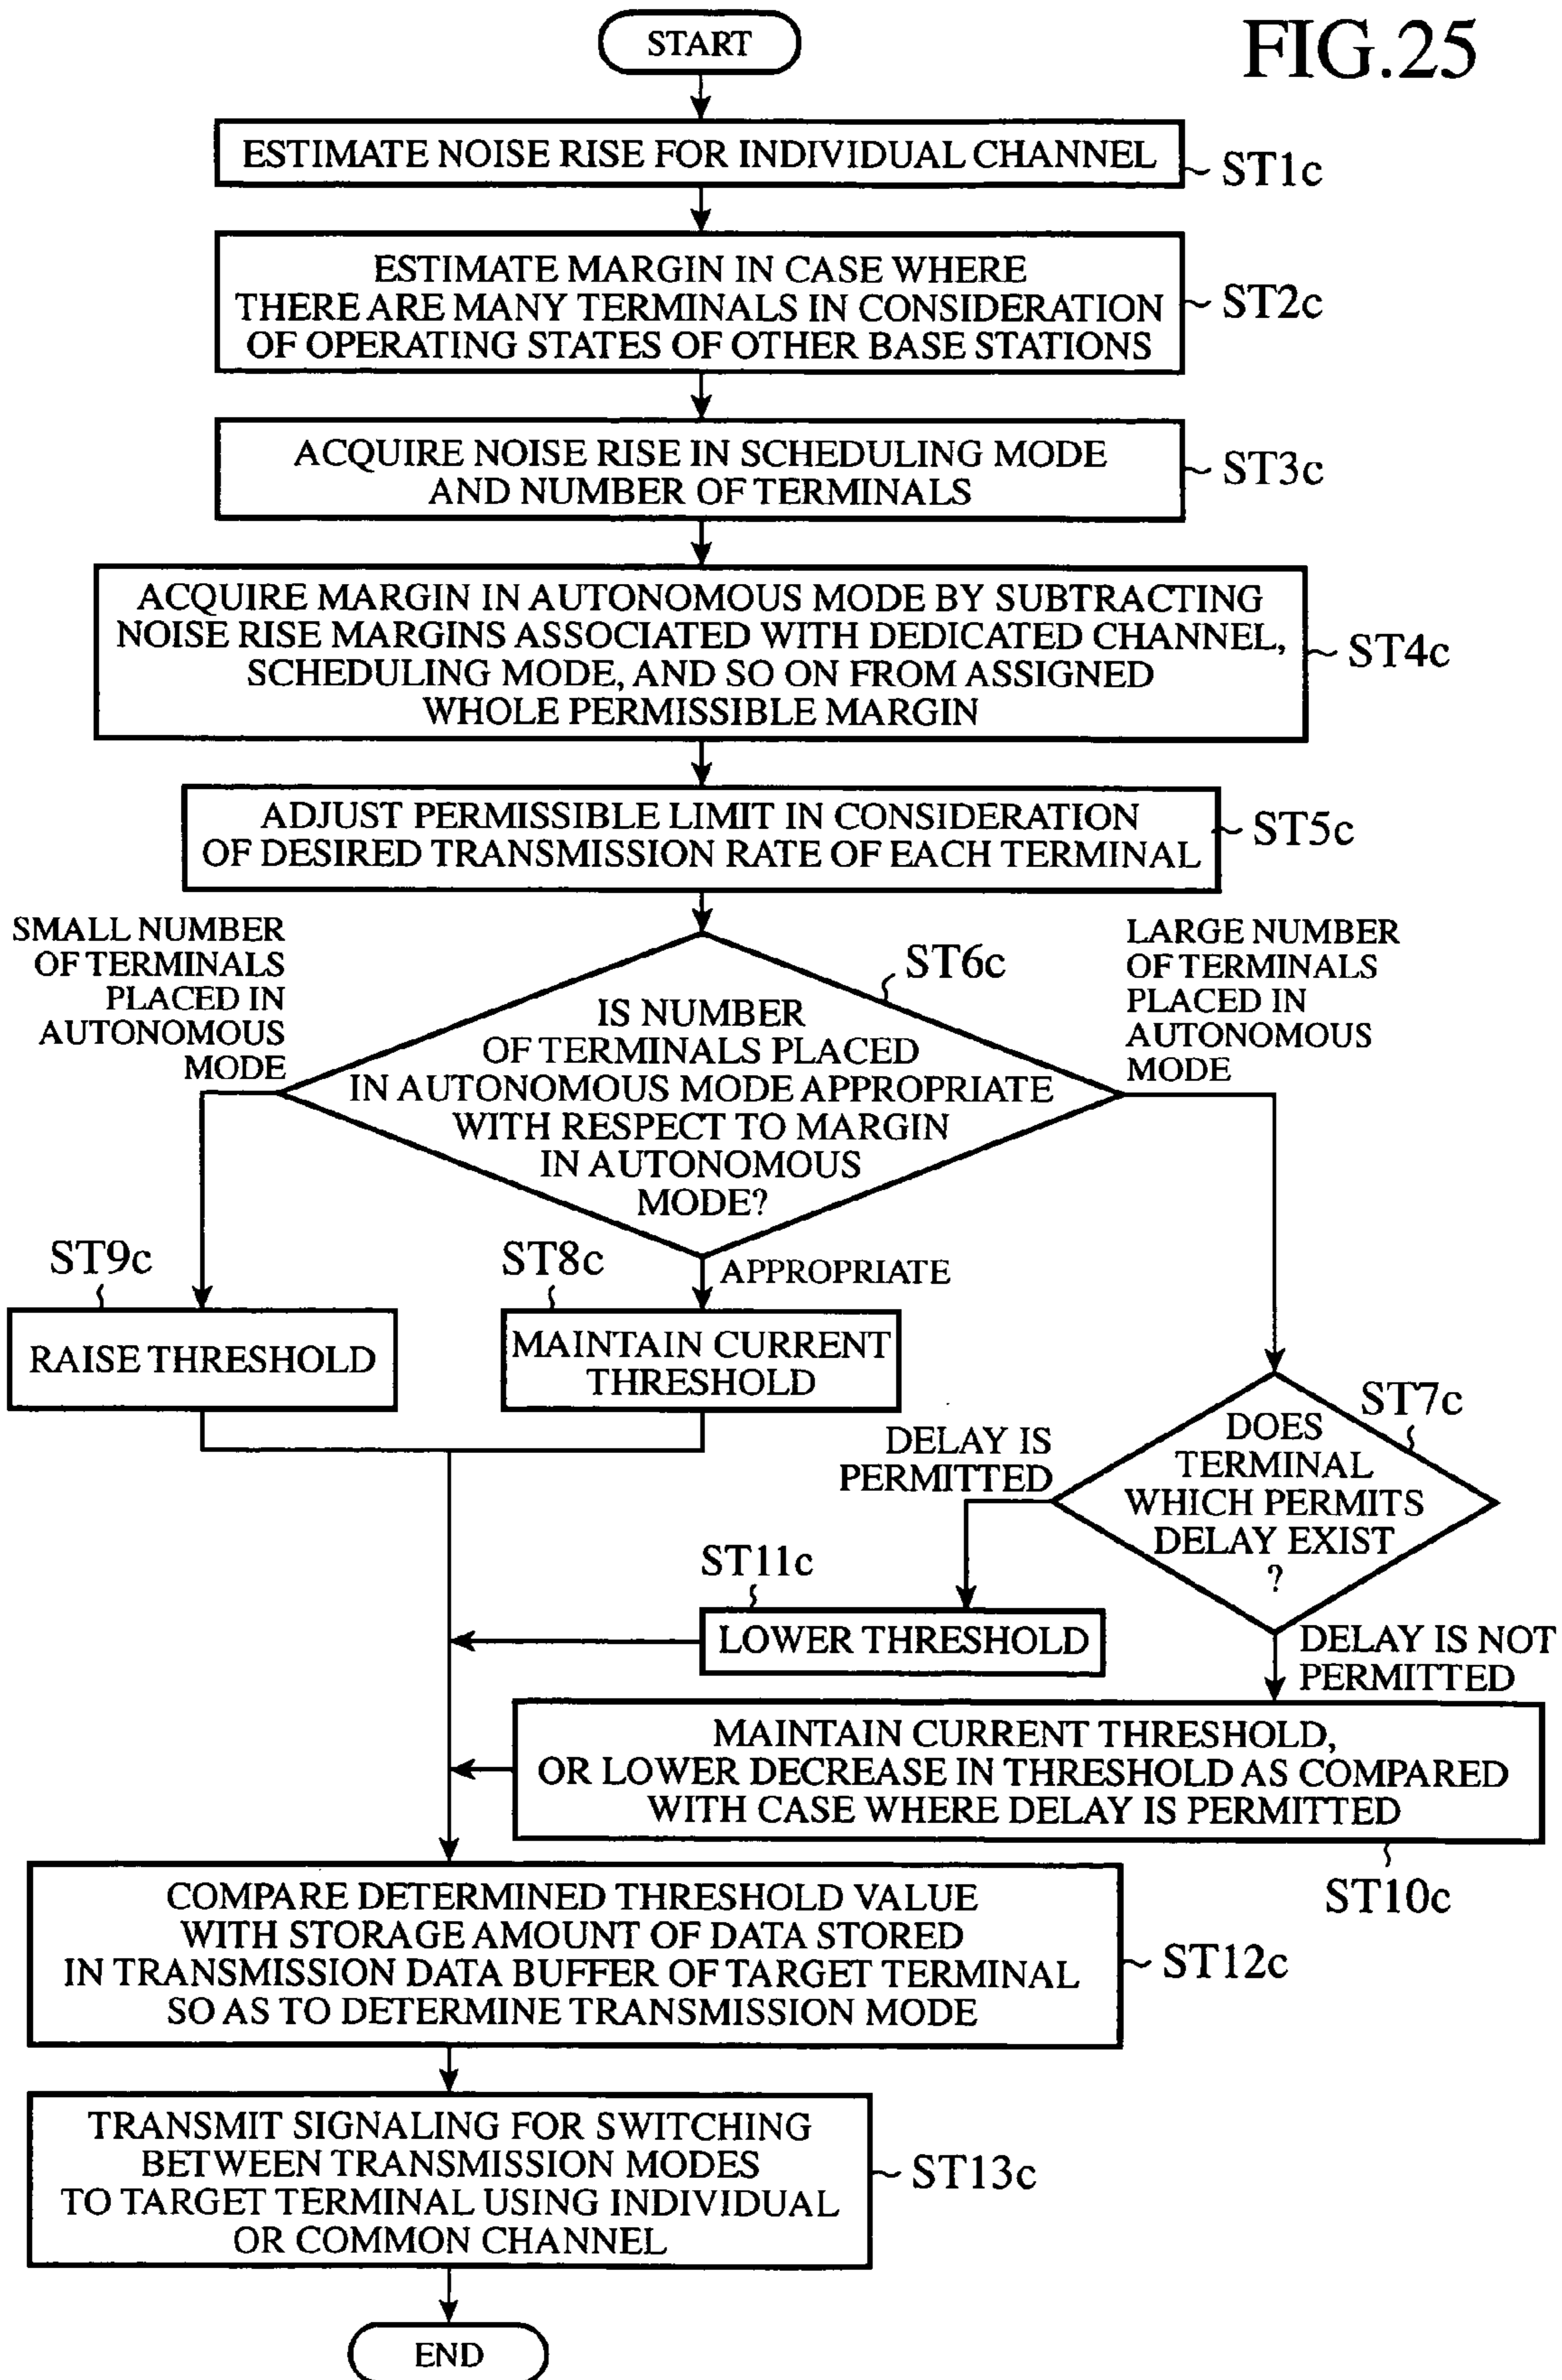 FIG.25
START
ESTIMATE NOISE RISE FOR INDIVIDUAL CHANNEL
ST1c
ESTIMATE MARGIN IN CASE WHERE
THERE ARE MANY TERMINALS IN CONSIDERATION
OF OPERATING STATES OF OTHER BASE STATIONS
ST2c
ACQUIRE NOISE RISE IN SCHEDULING MODE
AND NUMBER OF TERMINALS
ST3c
ACQUIRE MARGIN IN AUTONOMOUS MODE BY SUBTRACTING
NOISE RISE MARGINS ASSOCIATED WITH DEDICATED CHANNEL,
SCHEDULING MODE, AND SO ON FROM ASSIGNED
WHOLE PERMISSIBLE MARGIN
ST4c
ADJUST PERMISSIBLE LIMIT IN CONSIDERATION
OF DESIRED TRANSMISSION RATE OF EACH TERMINAL
ST5c
SMALL NUMBER
OF TERMINALS
PLACED IN
AUTONOMOUS
MODE
ST6c
IS NUMBER
OF TERMINALS PLACED
IN AUTONOMOUS MODE APPROPRIATE
WITH RESPECT TO MARGIN
IN AUTONOMOUS
MODE?
LARGE NUMBER
OF TERMINALS
PLACED IN
AUTONOMOUS
MODE
ST9c
RAISE THRESHOLD
ST8c
APPROPRIATE
MAINTAIN CURRENT
THRESHOLD
ST7c
DOES
TERMINAL
WHICH PERMITS
DELAY EXIST
?
DELAY IS
PERMITTED
ST11c
LOWER THRESHOLD
DELAY IS NOT
PERMITTED
MAINTAIN CURRENT THRESHOLD,
OR LOWER DECREASE IN THRESHOLD AS COMPARED
WITH CASE WHERE DELAY IS PERMITTED
ST10c
COMPARE DETERMINED THRESHOLD VALUE
WITH STORAGE AMOUNT OF DATA STORED
IN TRANSMISSION DATA BUFFER OF TARGET TERMINAL
SO AS TO DETERMINE TRANSMISSION MODE
ST12c
TRANSMIT SIGNALING FOR SWITCHING
BETWEEN TRANSMISSION MODES
TO TARGET TERMINAL USING INDIVIDUAL
OR COMMON CHANNEL
ST13c
END